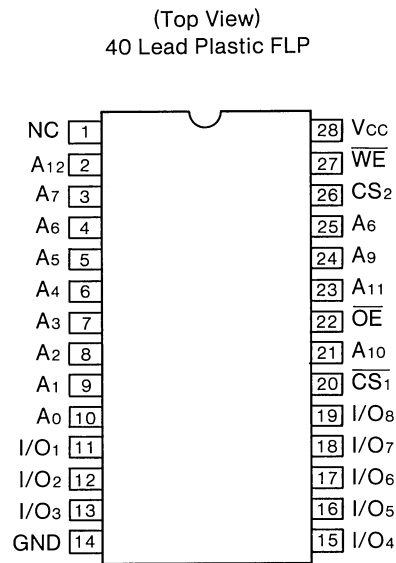 (Top View)
40 Lead Plastic FLP
NC 1 28 VCC
A12 2 27 W̅E̅
A7 3 26 CS2
A6 4 25 A6
A5 5 24 A9
A4 6 23 A11
A3 7 22 O̅E̅
A2 8 21 A10
A1 9 20 C̅S̅1̅
A0 10 19 I/O8
I/O1 11 18 I/O7
I/O2 12 17 I/O6
I/O3 13 16 I/O5
GND 14 15 I/O4